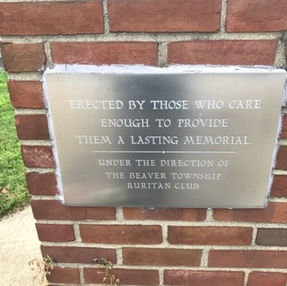 ERECTED BY THOSE WHO CARE
ENOUGH TO PROVIDE
THEM A LASTING MEMORIAL.
UNDER THE DIRECTION OF
THE BEAVER TOWNSHIP
RURITAN CLUB